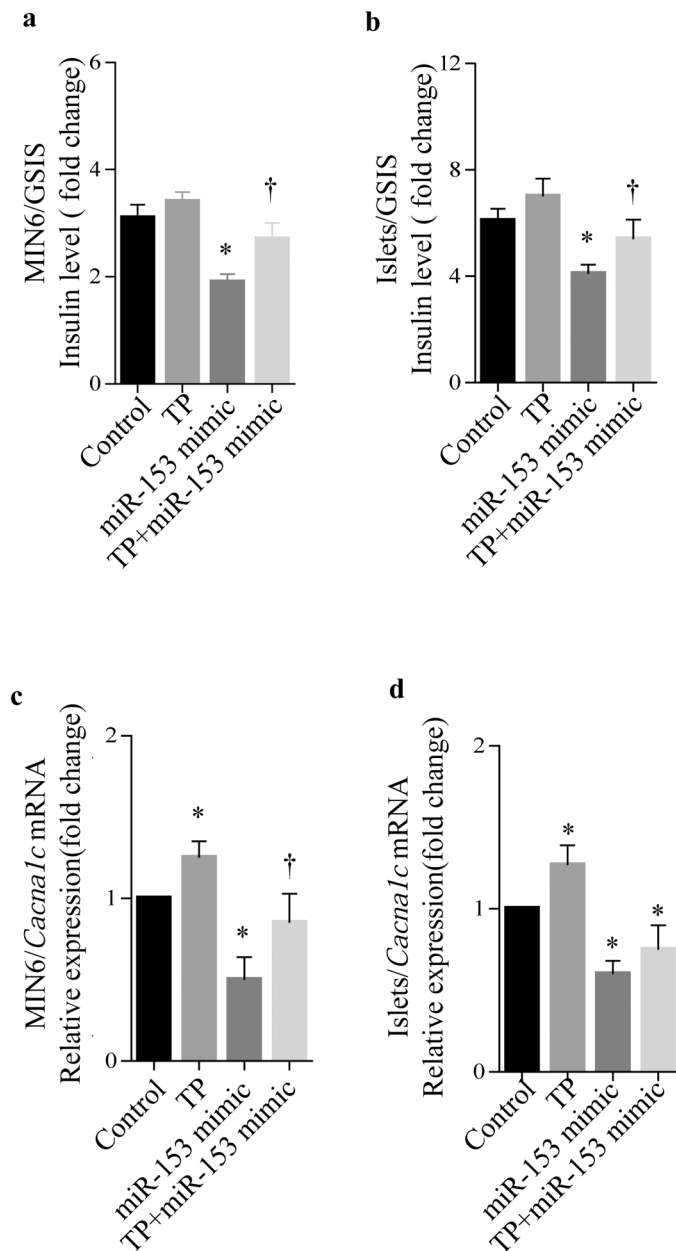 a
MIN6/GSIS
Insulin level ( fold change)
6
4
2
0
*
†
Control
TP
miR-153 mimic
TP+miR-153 mimic
b
Islets/GSIS
Insulin level ( fold change)
12
8
4
0
*
†
Control
TP
miR-153 mimic
TP+miR-153 mimic
c
MIN6/Cacna1c mRNA
Relative expression(fold change)
2
1
0
*
*
†
Control
TP
miR-153 mimic
TP+miR-153 mimic
d
Islets/Cacna1c mRNA
Relative expression(fold change)
2
1
0
*
*
*
Control
TP
miR-153 mimic
TP+miR-153 mimic